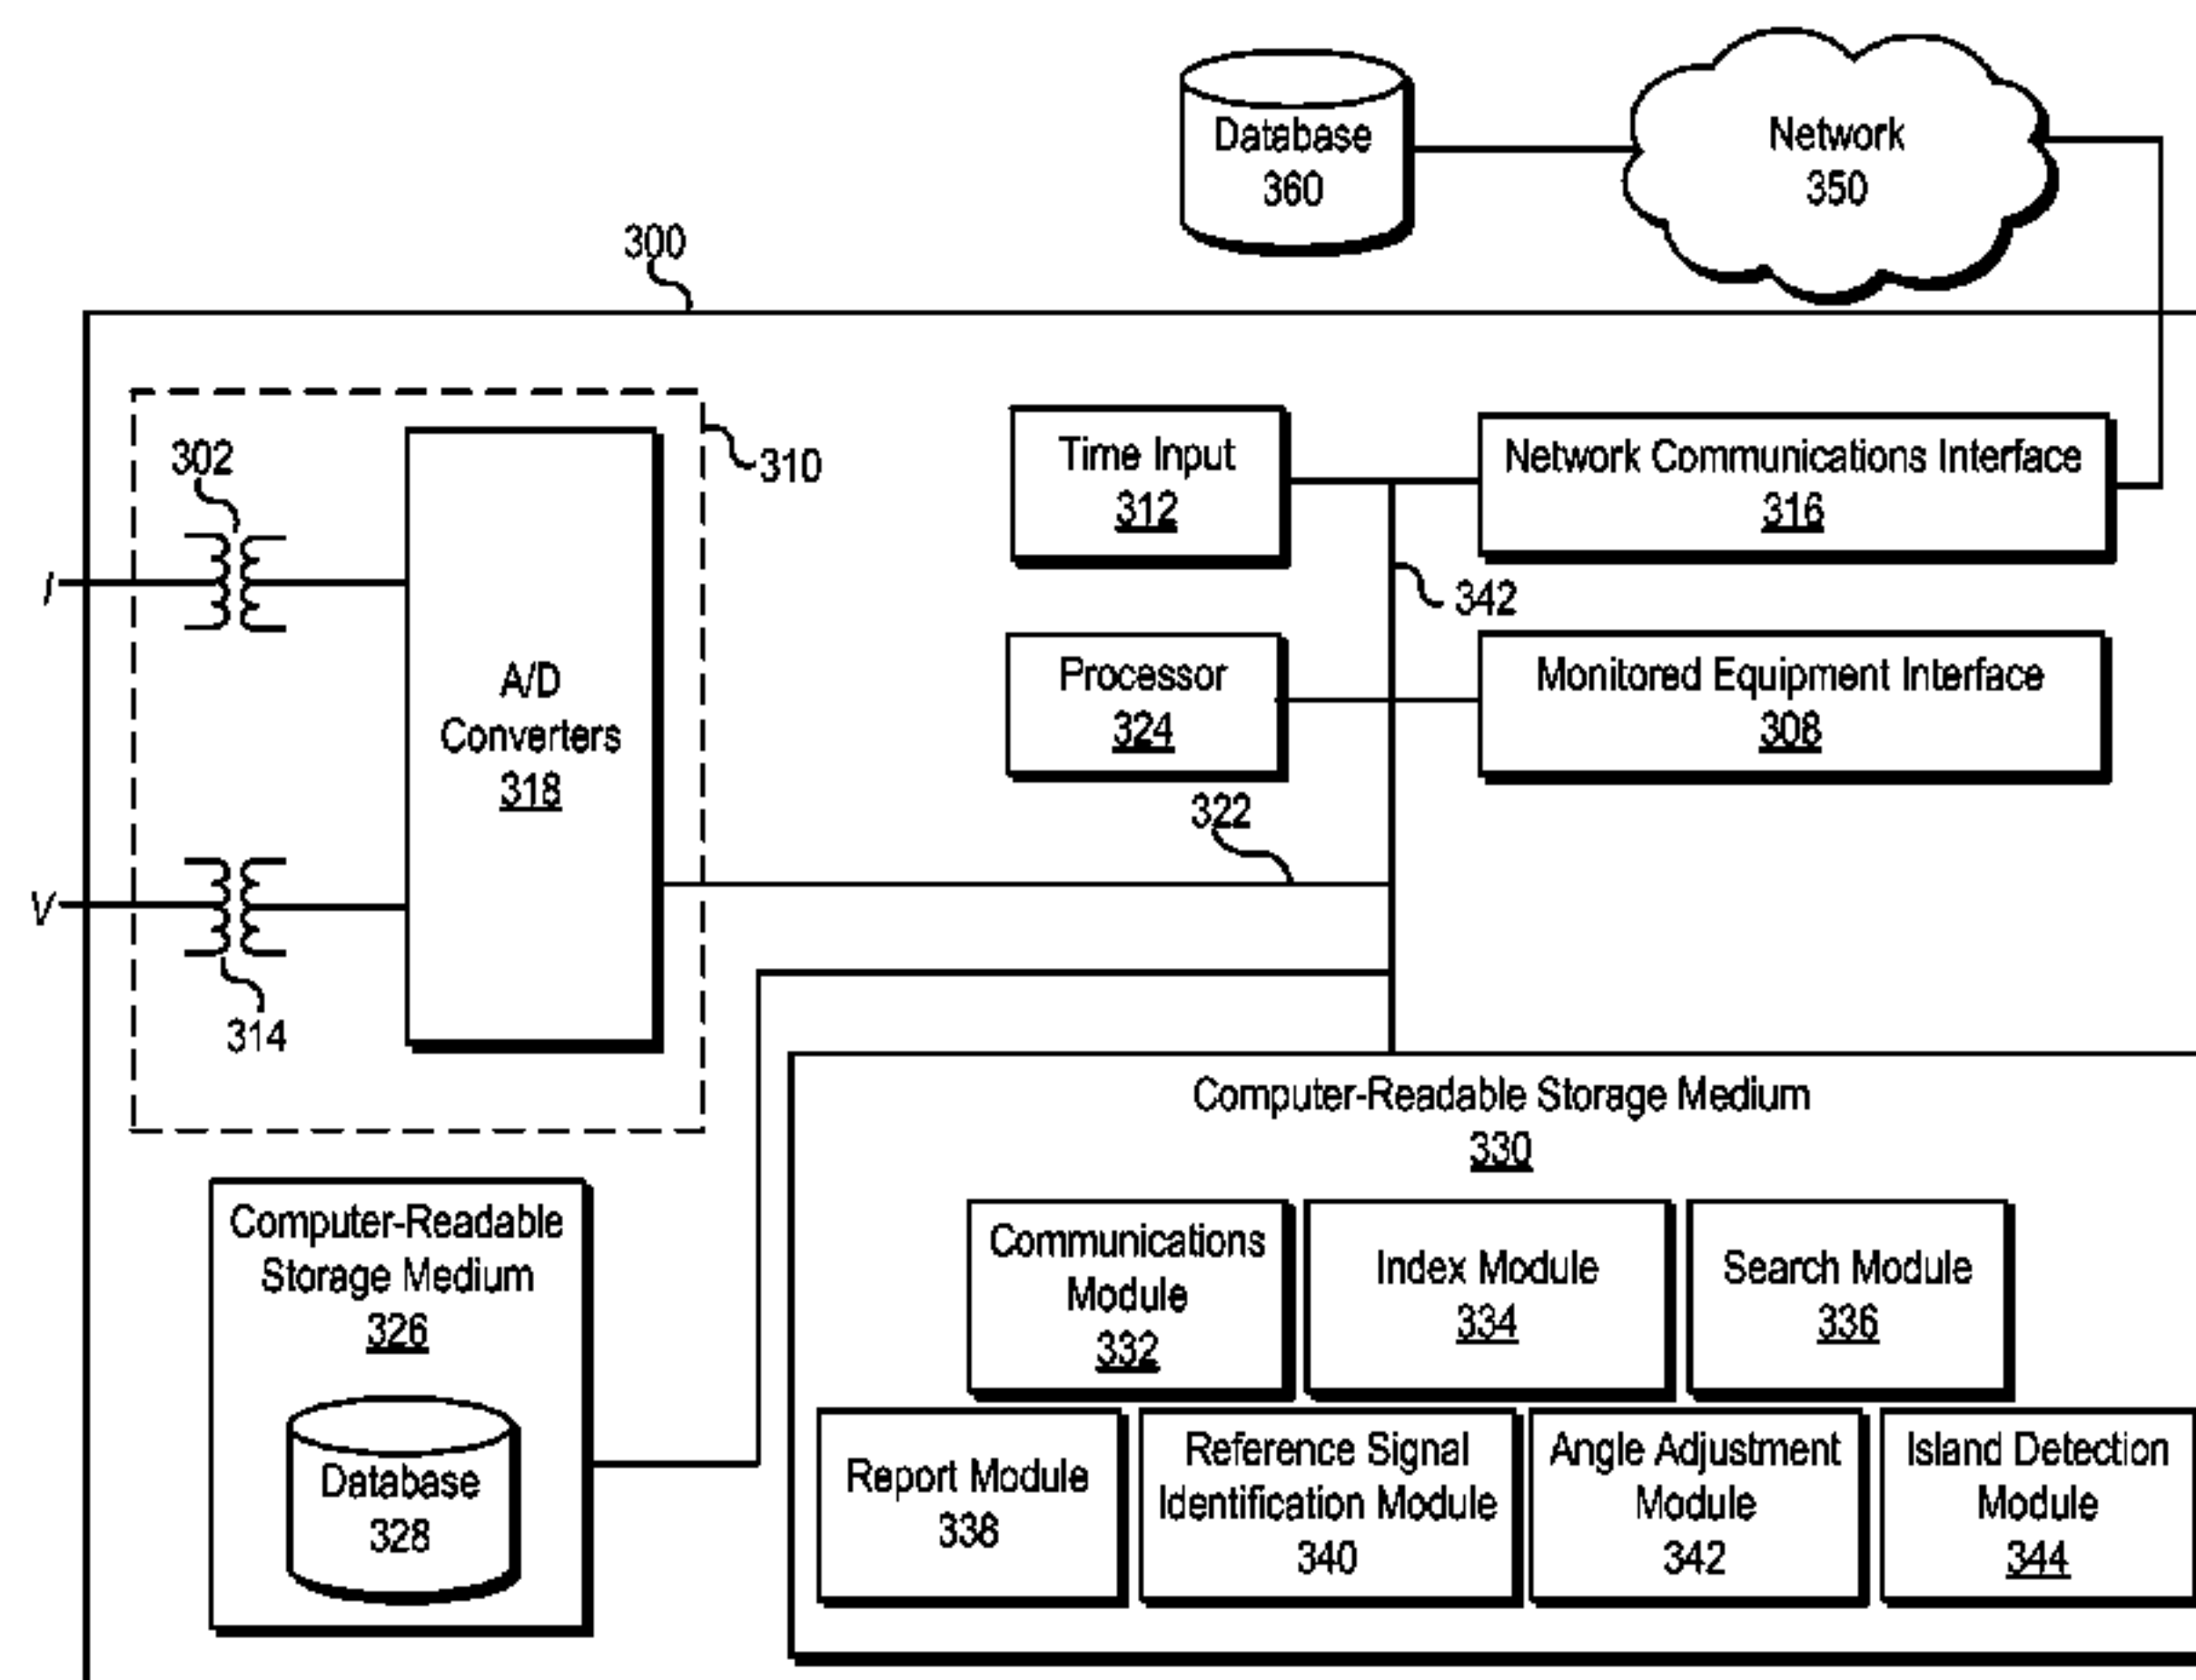 Database
360
Network
350
300
302
310
I
V
314
A/D
Converters
318
Time Input
312
Network Communications Interface
316
342
Processor
324
Monitored Equipment Interface
308
322
Computer-Readable Storage Medium
330
Communications
Module
332
Index Module
334
Search Module
336
Report Module
338
Reference Signal
Identification Module
340
Angle Adjustment
Module
342
Island Detection
Module
344
Computer-Readable
Storage Medium
326
Database
328